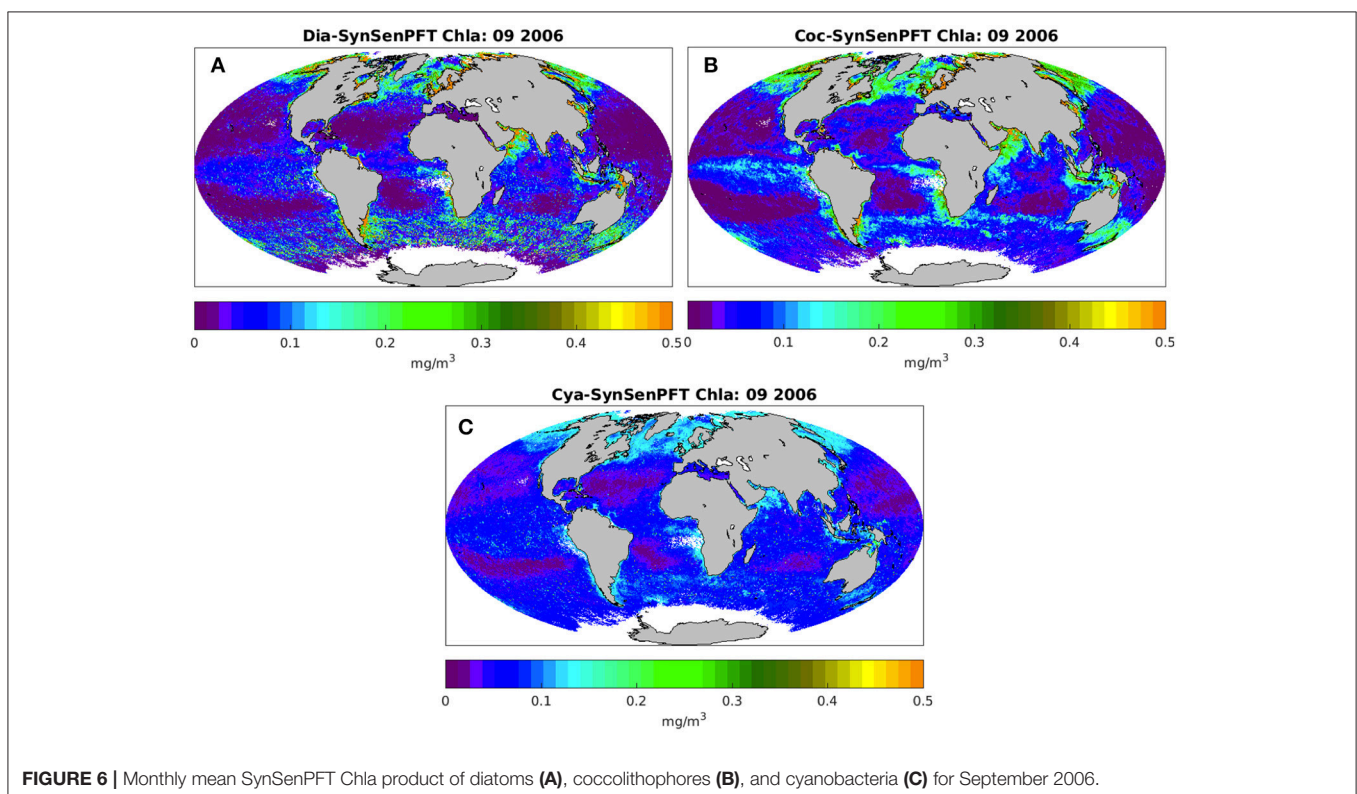 Dia-SynSenPFT Chla: 09 2006
A
0 0.1 0.2 0.3 0.4 0.5
mg/m³
Coc-SynSenPFT Chla: 09 2006
B
0.1 0.2 0.3 0.4 0.5
mg/m³
Cya-SynSenPFT Chla: 09 2006
C
0 0.1 0.2 0.3 0.4 0.5
mg/m³
FIGURE 6 | Monthly mean SynSenPFT Chla product of diatoms (A), coccolithophores (B), and cyanobacteria (C) for September 2006.